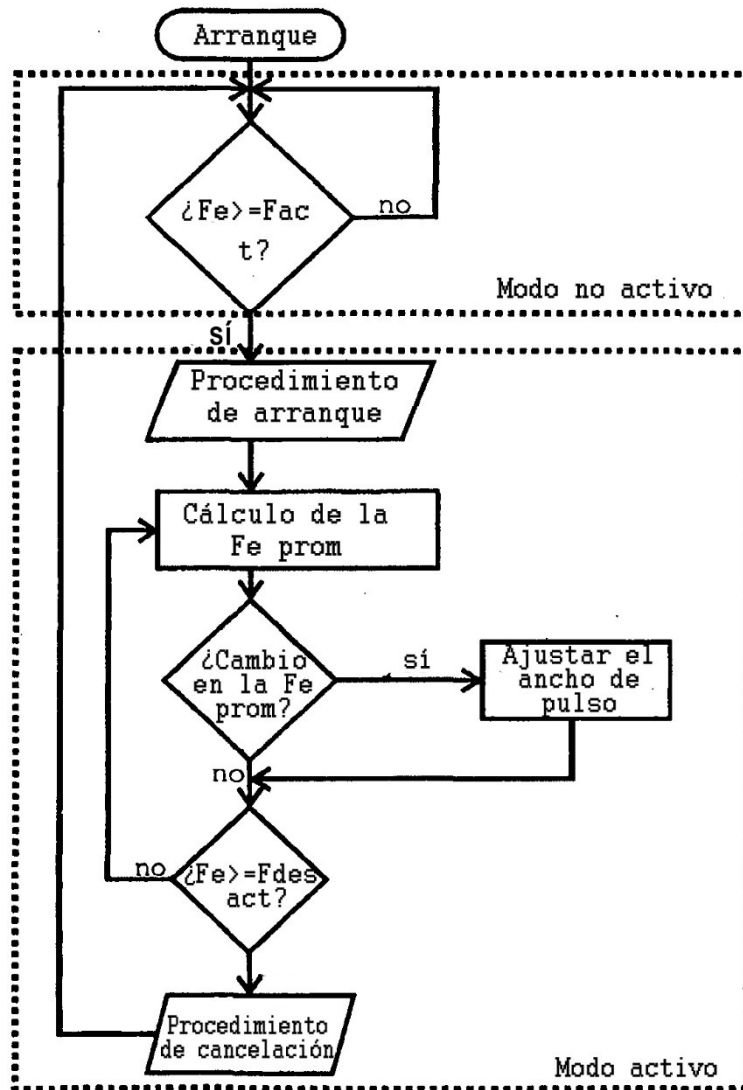 Arranque
¿Fe>=Fac
t?
no
Modo no activo
sí
Procedimiento
de arranque
Cálculo de la
Fe prom
¿Cambio
en la Fe
prom?
sí
Ajustar el
ancho de
pulso
no
no
¿Fe>=Fdes
act?
Procedimiento
de cancelación
Modo activo